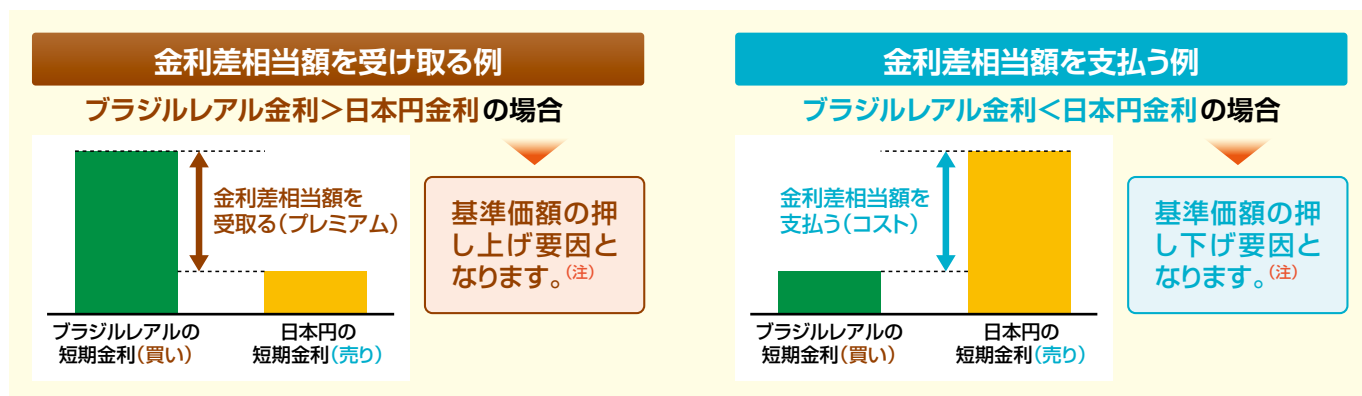 金利差相当額を受け取る例
ブラジルレアル金利＞日本円金利の場合
金利差相当額を
受取る（プレミアム）
基準価額の押
し上げ要因と
なります。（注）
ブラジルレアルの
短期金利（買い）
日本円の
短期金利（売り）
金利差相当額を支払う例
ブラジルレアル金利＜日本円金利の場合
金利差相当額を
支払う（コスト）
基準価額の押
し下げ要因と
なります。（注）
ブラジルレアルの
短期金利（買い）
日本円の
短期金利（売り）